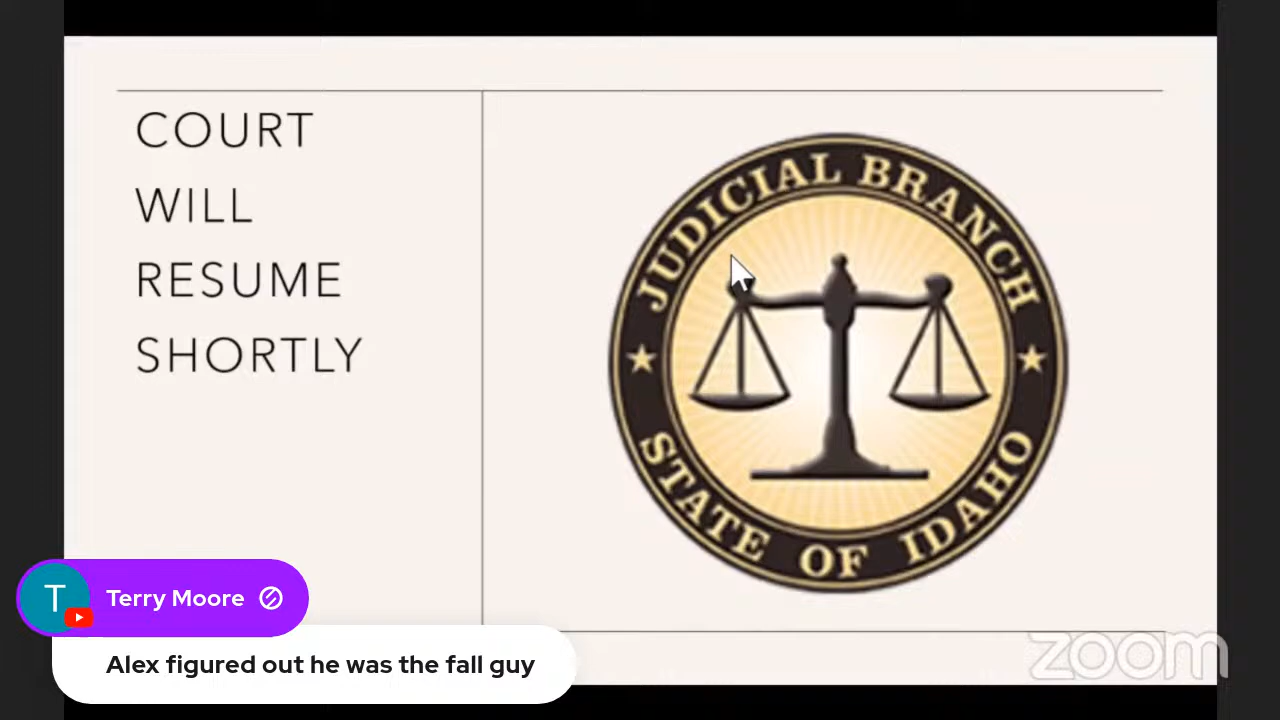 COURT
WILL
RESUME
SHORTLY
JUDICIAL BRANCH
STATE OF IDAHO
T
Terry Moore
Alex figured out he was the fall guy
zoom